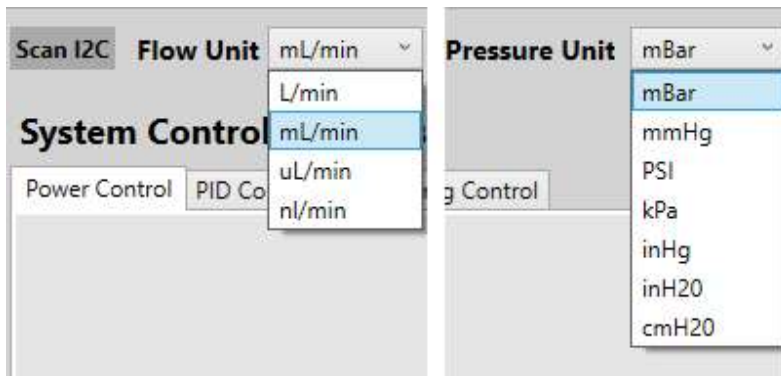 Scan I2C Flow Unit mL/min
L/min
mL/min
uL/min
nl/min
System Control
Power Control PID Co
Pressure Unit mBar
mBar
mmHg
PSI
kPa
inHg
inH20
cmH20
g Control